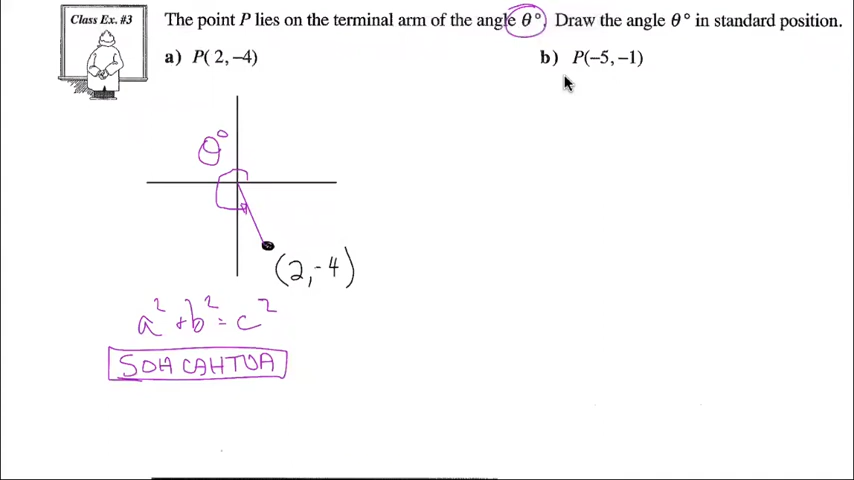 Class Ex. #3
The point P lies on the terminal arm of the angle θ°. Draw the angle θ° in standard position.
a) P( 2, –4)
b) P(–5, –1)
θ°
(2,-4)
a² + b² = c²
SOH CAHTOA